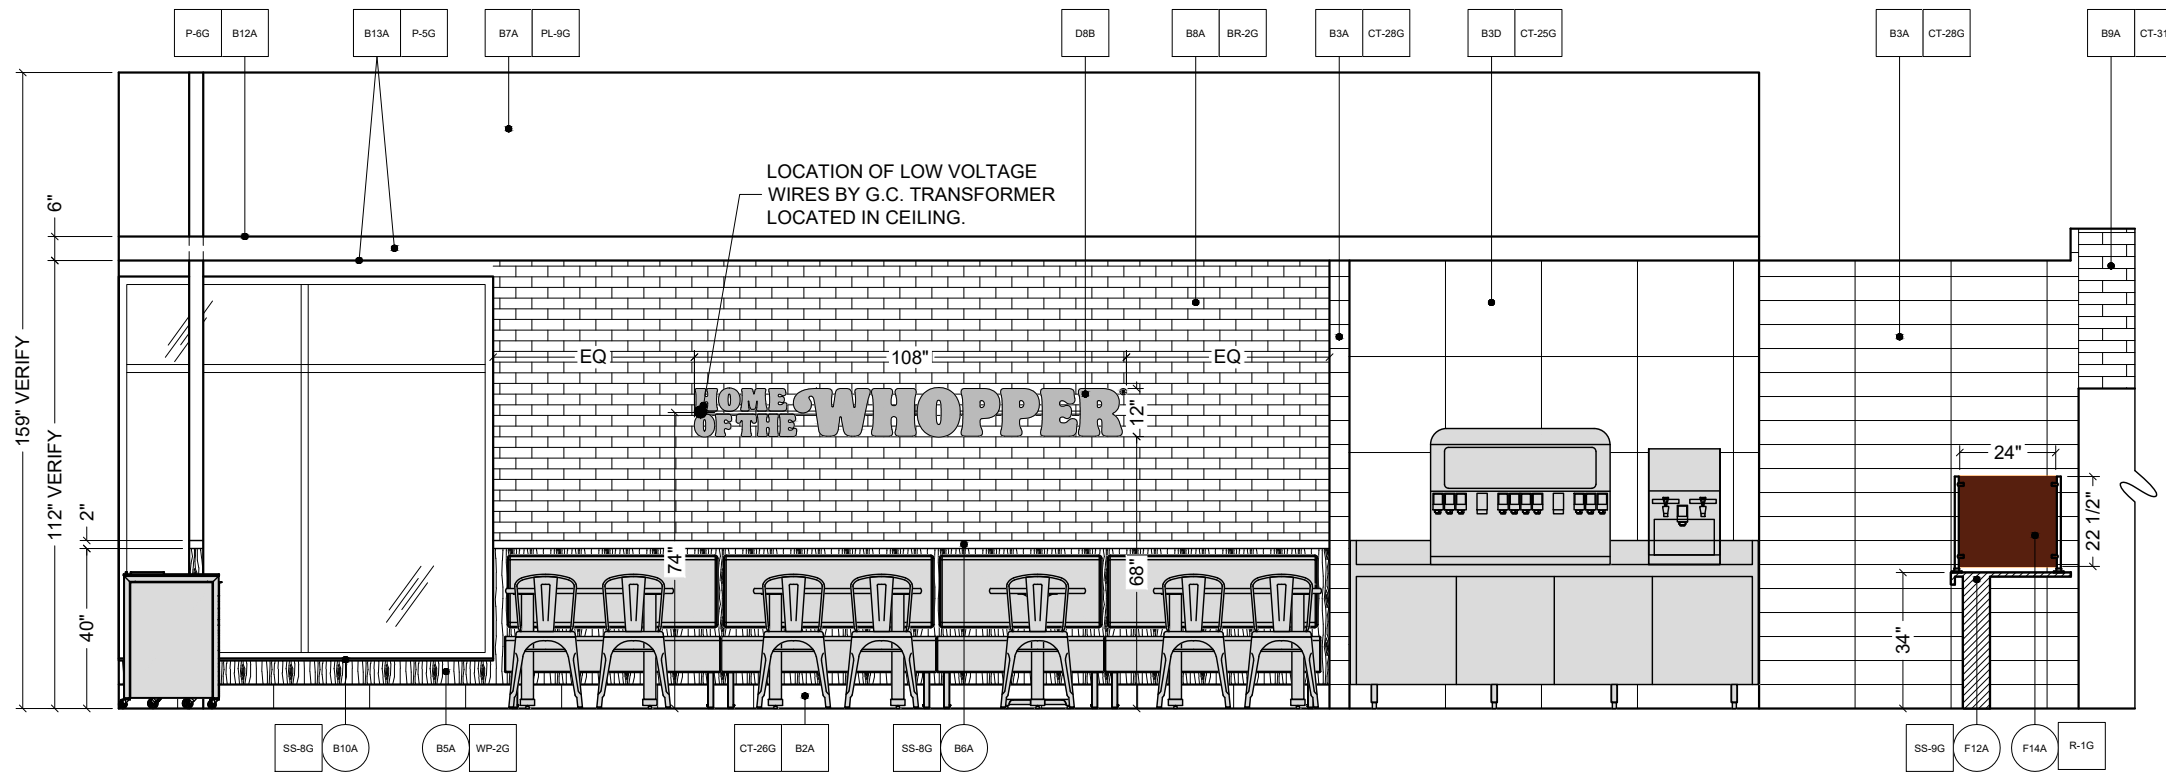 P-6G B12A
B13A P-5G
B7A PL-9G
D8B
B8A BR-2G
B3A CT-28G
B3D CT-25G
B3A CT-28G
B9A CT-31
LOCATION OF LOW VOLTAGE
WIRES BY G.C. TRANSFORMER
LOCATED IN CEILING.
6"
159" VERIFY
112" VERIFY
2"
40"
EQ
108"
EQ
HOME
OF THE
WHOPPER®
12"
74"
68"
24"
22 1/2"
34"
SS-8G B10A
B5A WP-2G
CT-26G B2A
SS-8G B6A
SS-9G F12A
F14A R-1G